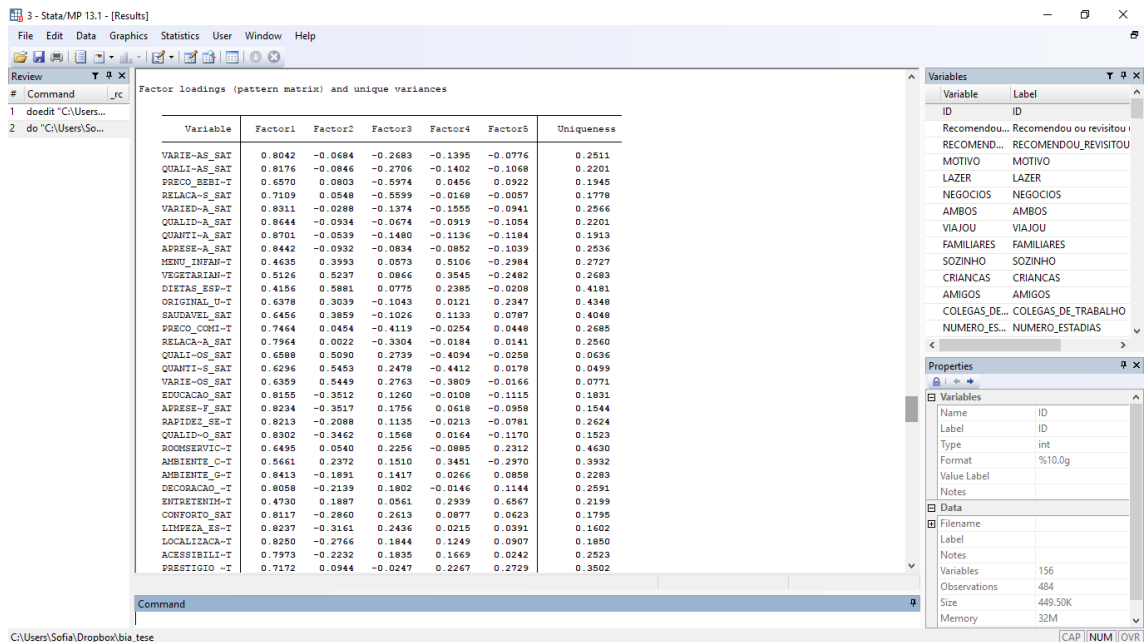 3 - Stata/MP 13.1 - [Results]
File Edit Data Graphics Statistics User Window Help
Review
# Command _rc
1 doedit "C:\Users...
2 do "C:\Users\So...
Factor loadings (pattern matrix) and unique variances
Variable Factor1 Factor2 Factor3 Factor4 Factor5 Uniqueness
VARIE~AS_SAT 0.8042 -0.0684 -0.2683 -0.1395 -0.0776 0.2511
QUALI~AS_SAT 0.8176 -0.0846 -0.2706 -0.1402 -0.1068 0.2201
PRECO_BEBI~T 0.6570 0.0803 -0.5974 0.0456 0.0922 0.1945
RELACA~S_SAT 0.7109 0.0548 -0.5599 -0.0168 -0.0057 0.1778
VARIED~A_SAT 0.8311 -0.0288 -0.1374 -0.1555 -0.0941 0.2566
QUALID~A_SAT 0.8644 -0.0934 -0.0674 -0.0919 -0.1054 0.2201
QUANTI~A_SAT 0.8701 -0.0539 -0.1480 -0.1136 -0.1184 0.1913
APRESE~A_SAT 0.8442 -0.0932 -0.0834 -0.0852 -0.1039 0.2536
MENU_INFAN~T 0.4635 0.3993 0.0573 0.5106 -0.2984 0.2727
VEGETARIAN~T 0.5126 0.5237 0.0866 0.3545 -0.2482 0.2683
DIETAS_ESP~T 0.4156 0.5881 0.0775 0.2385 -0.0208 0.4181
ORIGINAL_U~T 0.6378 0.3039 -0.1043 0.0121 0.2347 0.4348
SAUDAVEL_SAT 0.6456 0.3859 -0.1026 0.1133 0.0787 0.4048
PRECO_COMI~T 0.7464 0.0454 -0.4119 -0.0254 0.0448 0.2685
RELACA~A_SAT 0.7964 0.0022 -0.3304 -0.0184 0.0141 0.2560
QUALI~OS_SAT 0.6588 0.5090 0.2739 -0.4094 -0.0258 0.0636
QUANTI~S_SAT 0.6296 0.5453 0.2478 -0.4412 0.0178 0.0499
VARIE~OS_SAT 0.6359 0.5449 0.2763 -0.3809 -0.0166 0.0771
EDUCACAO_SAT 0.8155 -0.3512 0.1260 -0.0108 -0.1115 0.1831
APRESE~F_SAT 0.8234 -0.3517 0.1756 0.0618 -0.0958 0.1544
RAPIDEZ_SE~T 0.8213 -0.2088 0.1135 -0.0213 -0.0781 0.2624
QUALID~O_SAT 0.8302 -0.3462 0.1568 0.0164 -0.1170 0.1523
ROOMSERVIC~T 0.6495 0.0540 0.2256 -0.0885 0.2312 0.4630
AMBIENTE_C~T 0.5661 0.2372 0.1510 0.3451 -0.2970 0.3932
AMBIENTE_G~T 0.8413 -0.1891 0.1417 0.0266 0.0858 0.2283
DECORACAO_~T 0.8058 -0.2139 0.1802 -0.0146 0.1144 0.2591
ENTRETENIM~T 0.4730 0.1887 0.0561 0.2939 0.6567 0.2199
CONFORTO_SAT 0.8117 -0.2860 0.2613 0.0877 0.0623 0.1795
LIMPEZA_ES~T 0.8237 -0.3161 0.2436 0.0215 0.0391 0.1602
LOCALIZACA~T 0.8250 -0.2766 0.1844 0.1249 0.0907 0.1850
ACESSIBILI~T 0.7973 -0.2232 0.1835 0.1669 0.0242 0.2523
PRESTIGIO_~T 0.7172 0.0944 -0.0247 0.2267 0.2729 0.3502
Command
Variables
Variable Label
ID ID
Recomendou... Recomendou ou revisitou
RECOMEND... RECOMENDOU_REVISITOU
MOTIVO MOTIVO
LAZER LAZER
NEGOCIOS NEGOCIOS
AMBOS AMBOS
VIAJOU VIAJOU
FAMILIARES FAMILIARES
SOZINHO SOZINHO
CRIANCAS CRIANCAS
AMIGOS AMIGOS
COLEGAS_DE... COLEGAS_DE_TRABALHO
NUMERO_ES... NUMERO_ESTADIAS
Properties
Variables
Name ID
Label ID
Type int
Format %10.0g
Value Label
Notes
Data
Filename
Label
Notes
Variables 156
Observations 484
Size 449.50K
Memory 32M
C:\Users\Sofia\Dropbox\bia_tese
CAP NUM OVR